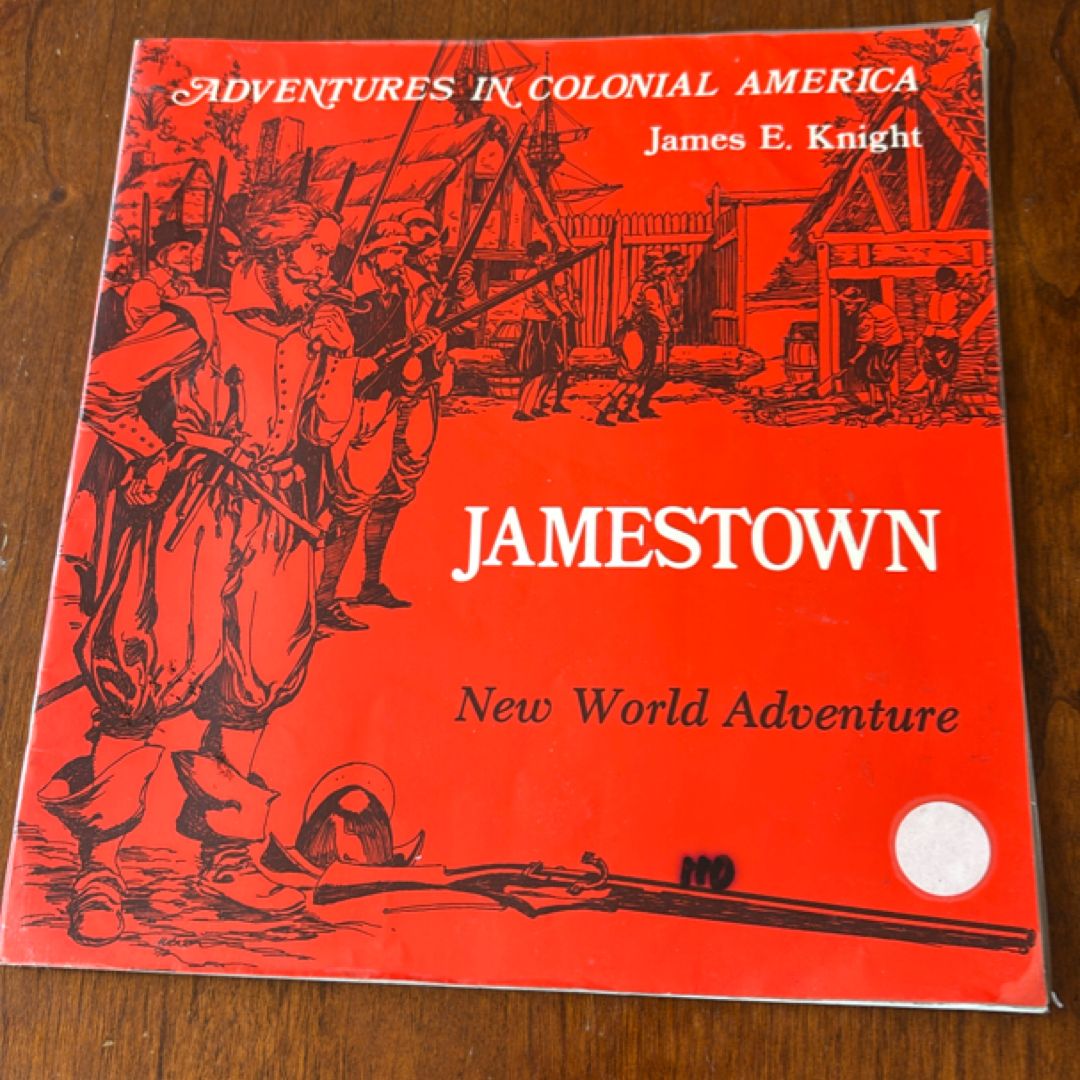 ADVENTURES IN COLONIAL AMERICA
James E. Knight
JAMESTOWN
New World Adventure